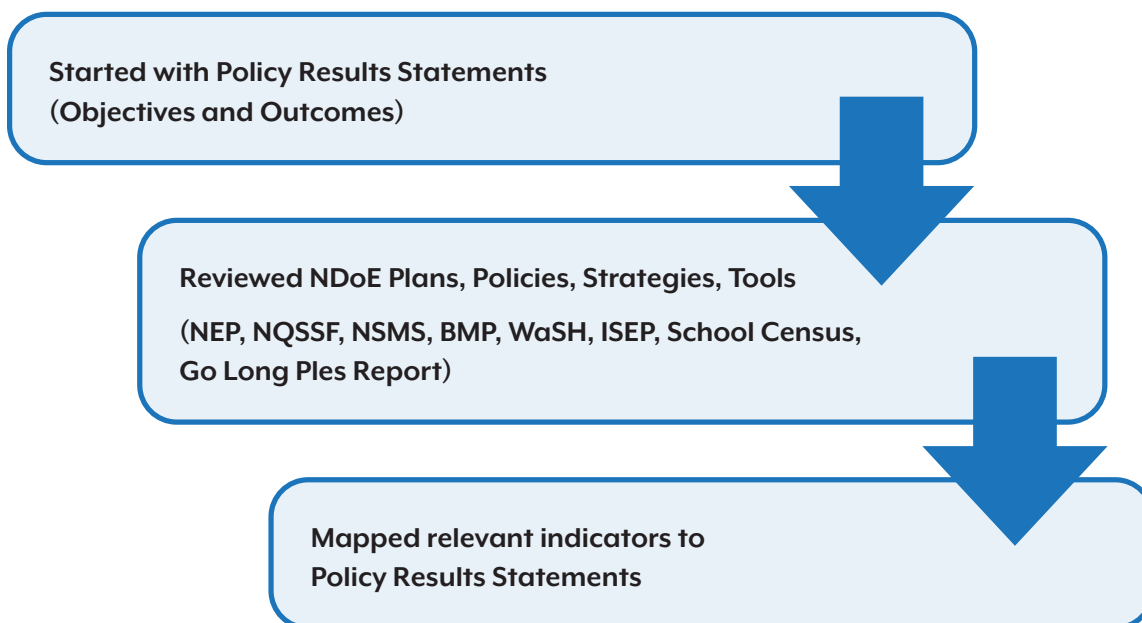 Started with Policy Results Statements
(Objectives and Outcomes)
Reviewed NDoE Plans, Policies, Strategies, Tools
(NEP, NQSSF, NSMS, BMP, WaSH, ISEP, School Census,
Go Long Ples Report)
Mapped relevant indicators to
Policy Results Statements